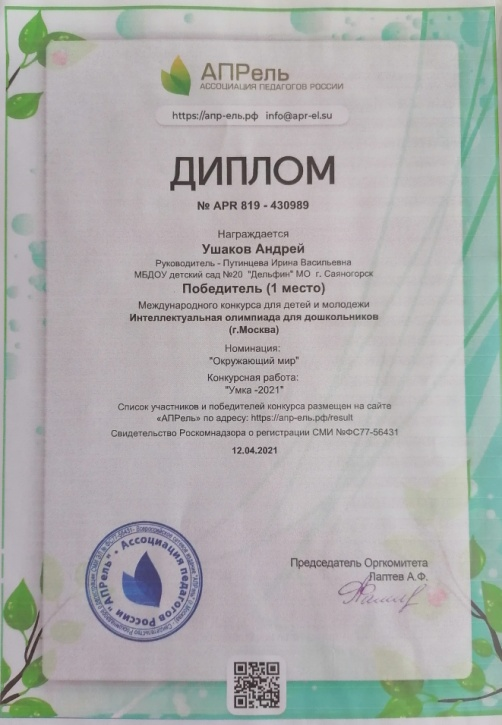 АПРель
АССОЦИАЦИЯ ПЕДАГОГОВ РОССИИ
https://апр-ель.рф info@apr-el.su
ДИПЛОМ
№ APR 819 - 430989
Награждается
Ушаков Андрей
Руководитель - Путинцева Ирина Васильевна
МБДОУ детский сад №20 "Дельфин" МО г. Саяногорск
Победитель (1 место)
Международного конкурса для детей и молодежи
Интеллектуальная олимпиада для дошкольников
(г.Москва)
Номинация:
"Окружающий мир"
Конкурсная работа:
"Умка -2021"
Список участников и победителей конкурса размещен на сайте
«АПРель» по адресу: https://апр-ель.рф/result
Свидетельство Роскомнадзора о регистрации СМИ №ФС77-56431
12.04.2021
Ассоциация педагогов России «АПРель»
Председатель Оргкомитета
Лаптев А.Ф.